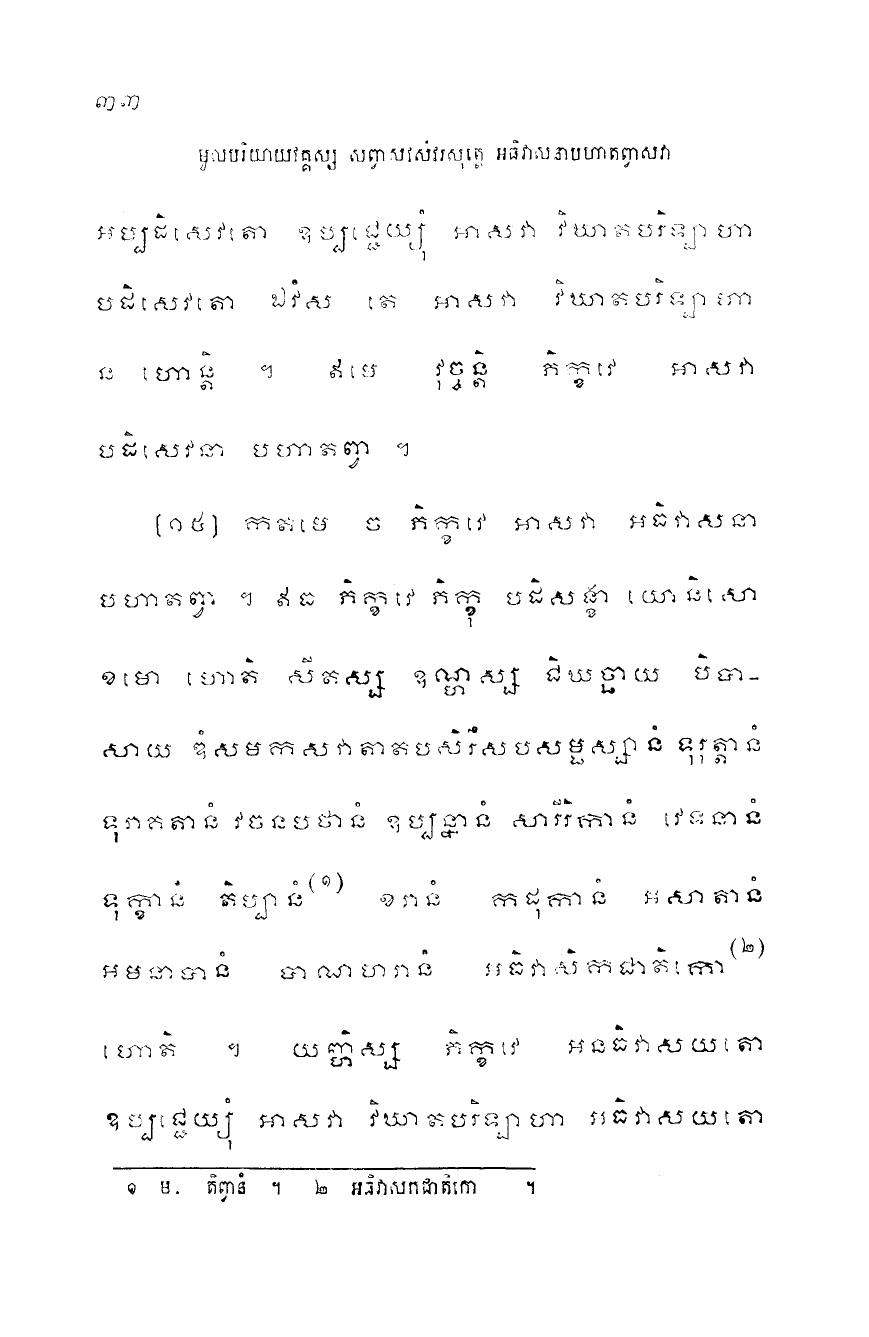 ៣៣
មូលបរិយាយវគ្គស្ស សព្វាសវសំវរសុត្តេ អធិវាសនាបហាតព្វាសវា
អប្បដិសេវតោ ឧប្បជ្ជេយ្យុំ អាសវា វិឃាតបរិឡាហា
បដិសេវតោ ឯវំស តេ អាសវា វិឃាតបរិឡាហា
ន ហោន្តិ ។ ឥមេ វុច្ចន្តិ ភិក្ខវេ អាសវា
បដិសេវនា បហាតព្វា ។
[១៥] កតមេ ច ភិក្ខវេ អាសវា អធិវាសនា
បហាតព្វា ។ ឥធ ភិក្ខវេ ភិក្ខុ បដិសង្ខា យោនិសោ
ខមោ ហោតិ សីតស្ស ឧណ្ហស្ស ជិឃច្ឆាយ បិបា-
សាយ ឌំសមកសវាតាតបសិរឹសបសម្ផស្សានំ ទុរុត្តានំ
ទុរាគតានំ វចនបថានំ ឧប្បន្នានំ សារីរិកានំ វេទនានំ
ទុក្ខានំ តិប្បានំ(១) ខរានំ កដុកានំ អសាតានំ
អមនាបានំ បាណហរានំ អធិវាសិកជាតិកោ(២)
ហោតិ ។ យញ្ហិស្ស ភិក្ខវេ អនធិវាសយតោ
ឧប្បជ្ជេយ្យុំ អាសវា វិឃាតបរិឡាហា អធិវាសយតោ
១ ម. តិព្វានំ ។ ២ អធិវាសកជាតិកោ ។